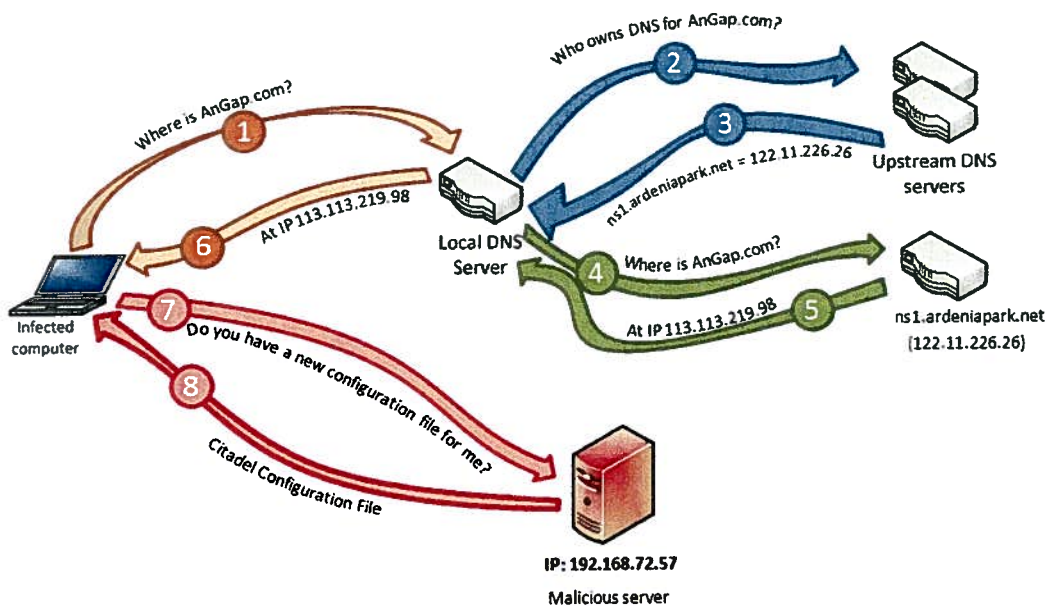 Who owns DNS for AnGap.com?
2
Where is AnGap.com?
1
3
ns1.ardeniapark.net = 122.11.226.26
Upstream DNS
servers
At IP 113.113.219.98
6
Local DNS
Server
4
Where is AnGap.com?
At IP 113.113.219.98
5
ns1.ardeniapark.net
(122.11.226.26)
Infected
computer
7
Do you have a new configuration file for me?
8
Citadel Configuration File
IP: 192.168.72.57
Malicious server